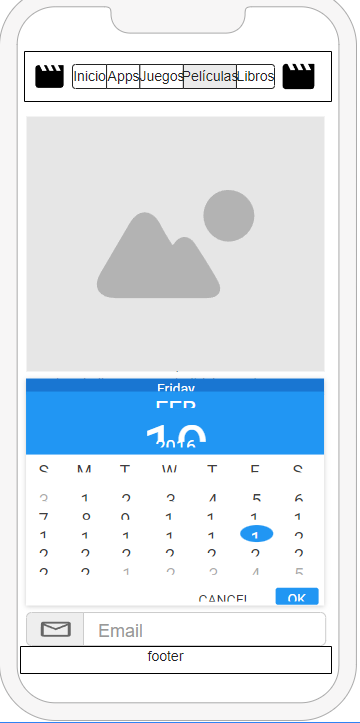 Inicio Apps Juegos Películas Libros
Friday
FEB
19
2016
S M T W T F S
3 1 2 3 4 5 6
7 8 9 1 1 1 1
1 1 1 1 1 1 2
2 2 2 2 2 2 2
2 2 1 2 3 4 5
CANCEL OK
Email
footer